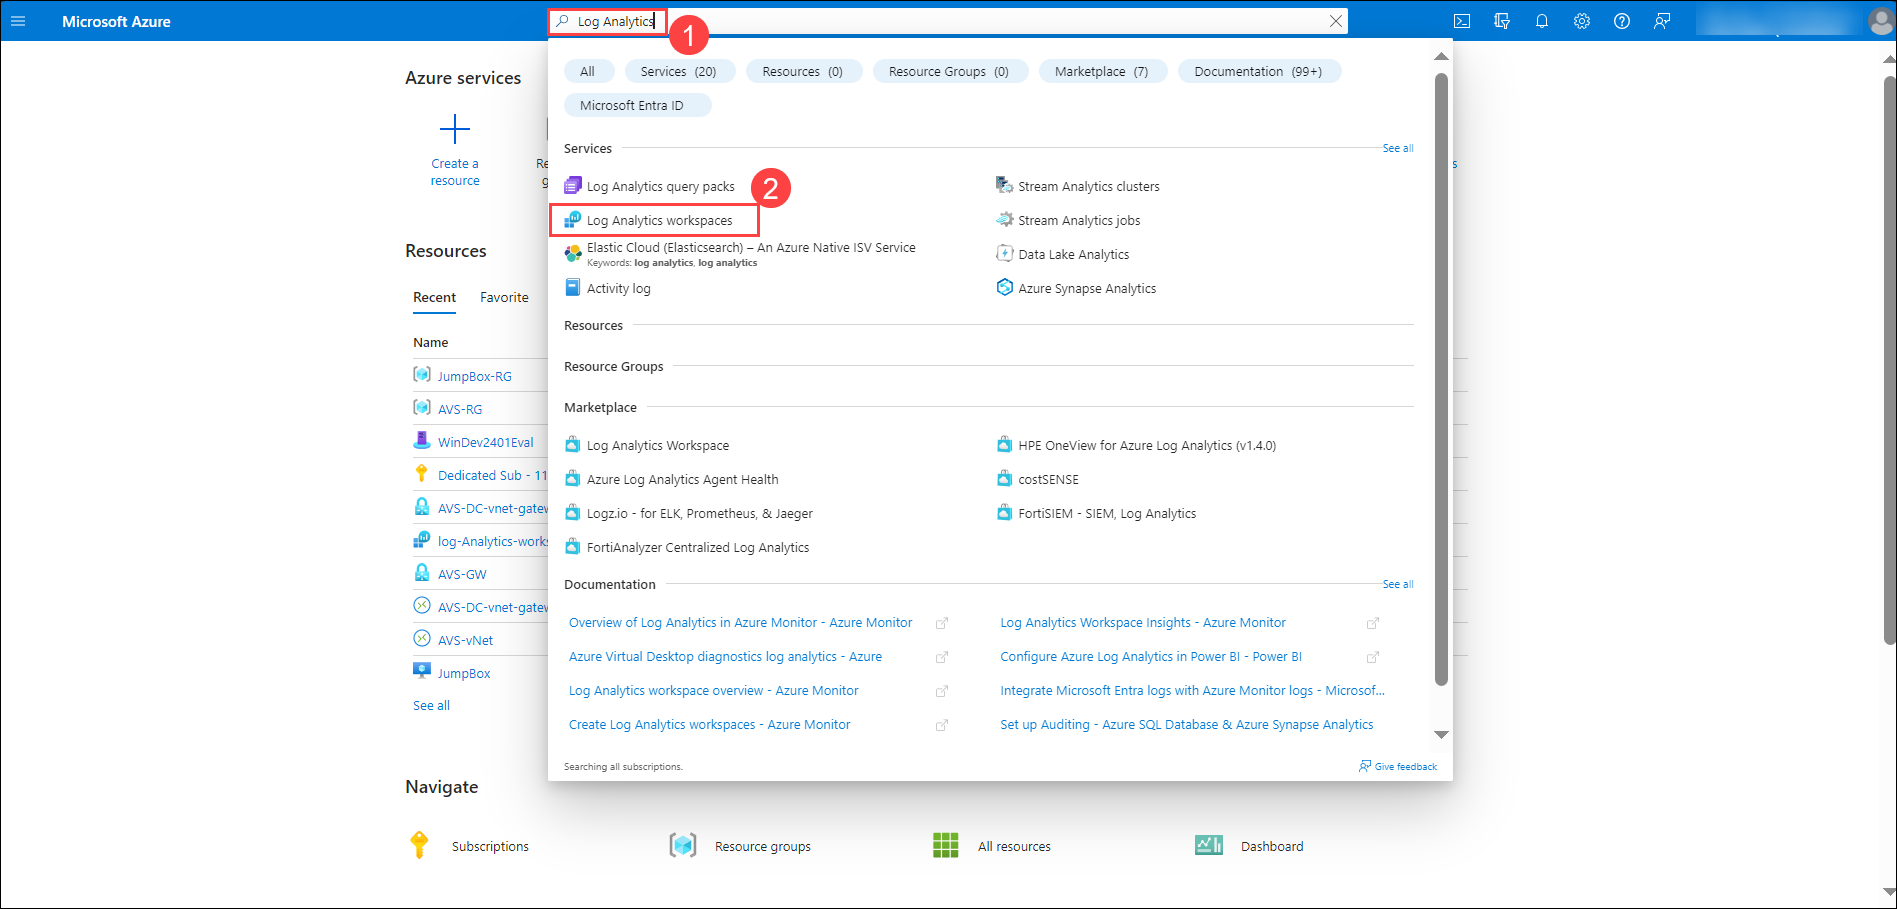 Microsoft Azure
Log Analytics
1
All
Services (20)
Resources (0)
Resource Groups (0)
Marketplace (7)
Documentation (99+)
Microsoft Entra ID
Azure services
Create a
resource
Services
See all
Log Analytics query packs
2
Log Analytics workspaces
Elastic Cloud (Elasticsearch) – An Azure Native ISV Service
Keywords: log analytics, log analytics
Activity log
Stream Analytics clusters
Stream Analytics jobs
Data Lake Analytics
Azure Synapse Analytics
Resources
Resource Groups
Marketplace
Log Analytics Workspace
Azure Log Analytics Agent Health
Logz.io - for ELK, Prometheus, & Jaeger
FortiAnalyzer Centralized Log Analytics
HPE OneView for Azure Log Analytics (v1.4.0)
costSENSE
FortiSIEM - SIEM, Log Analytics
Documentation
See all
Overview of Log Analytics in Azure Monitor - Azure Monitor
Azure Virtual Desktop diagnostics log analytics - Azure
Log Analytics workspace overview - Azure Monitor
Create Log Analytics workspaces - Azure Monitor
Log Analytics Workspace Insights - Azure Monitor
Configure Azure Log Analytics in Power BI - Power BI
Integrate Microsoft Entra logs with Azure Monitor logs - Microsof...
Set up Auditing - Azure SQL Database & Azure Synapse Analytics
Searching all subscriptions.
Give feedback
Resources
Recent
Favorite
Name
JumpBox-RG
AVS-RG
WinDev2401Eval
Dedicated Sub - 11
AVS-DC-vnet-gatew
log-Analytics-works
AVS-GW
AVS-DC-vnet-gatew
AVS-vNet
JumpBox
See all
Navigate
Subscriptions
Resource groups
All resources
Dashboard